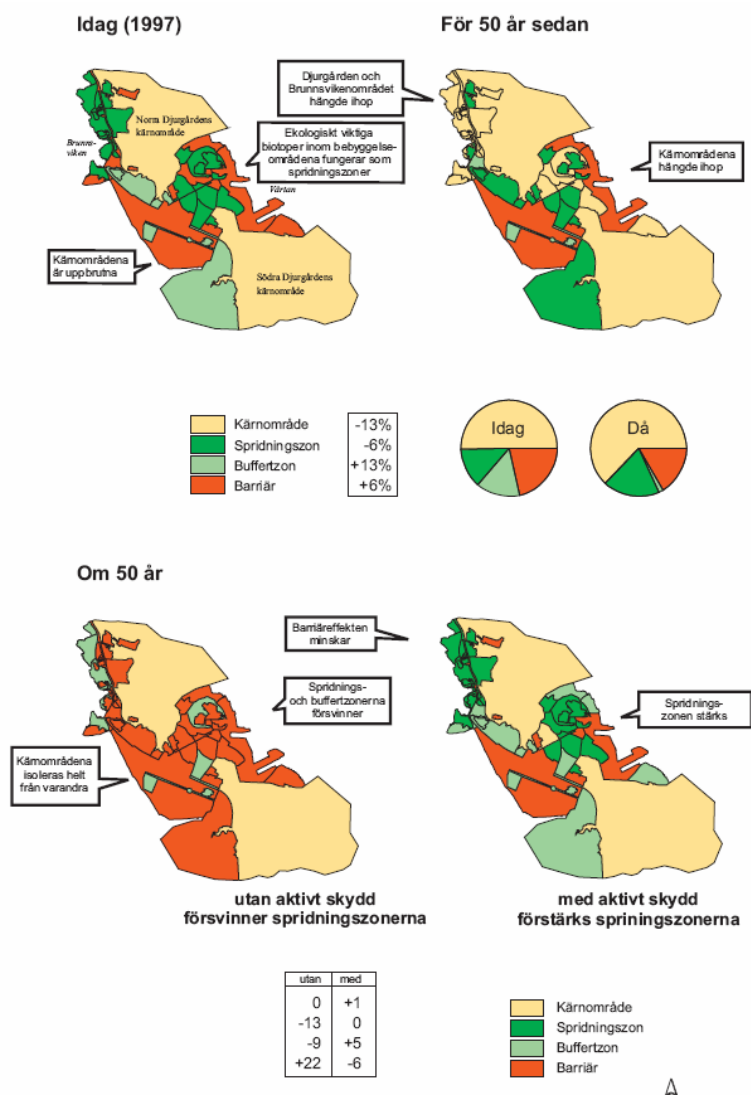 Idag (1997)
För 50 år sedan
Djurgården och
Brunnsvikenområdet
hängde ihop
Norra Djurgårdens
kärnområde
Brunns-
viken
Ekologiskt viktiga
biotoper inom bebyggelse-
områdena fungerar som
spridningszoner
Värtan
Kärnområdena
hängde ihop
Kärnområdena
är uppbrutna
Södra Djurgårdens
kärnområde
Kärnområde -13%
Spridningszon -6%
Buffertzon +13%
Barriär +6%
Idag
Då
Om 50 år
Barriäreffekten
minskar
Spridnings-
och buffertzonerna
försvinner
Spridnings-
zonen stärks
Kärnområdena
isoleras helt
från varandra
utan aktivt skydd
försvinner spridningszonerna
med aktivt skydd
förstärks spriningszonerna
utan med
0 +1
-13 0
-9 +5
+22 -6
Kärnområde
Spridningszon
Buffertzon
Barriär